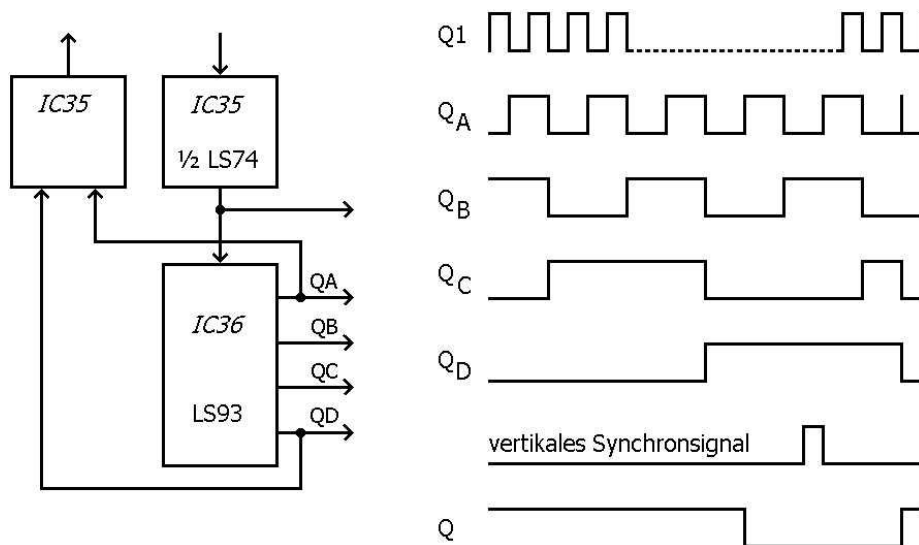 IC35
IC35
½ LS74
QA
IC36
QB
QC
LS93
QD
Q1
QA
QB
QC
QD
vertikales Synchronsignal
Q